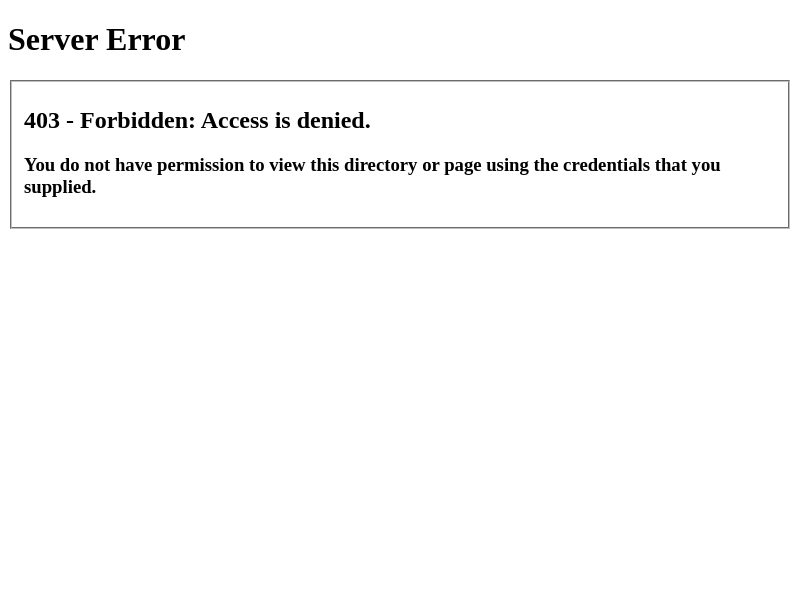 Server Error
403 - Forbidden: Access is denied.
You do not have permission to view this directory or page using the credentials that you
supplied.